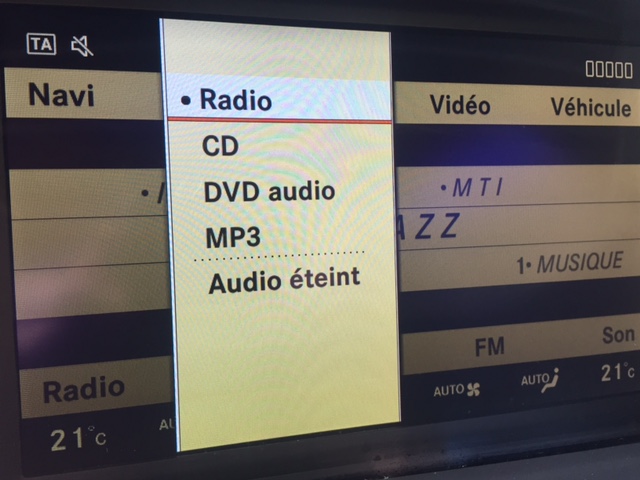 TA
Navi
• Radio
Vidéo
Véhicule
CD
DVD audio
• MTI
MP3
AZZ
1• MUSIQUE
Audio éteint
FM
Son
Radio
AUTO
AUTO
21°C
21°C